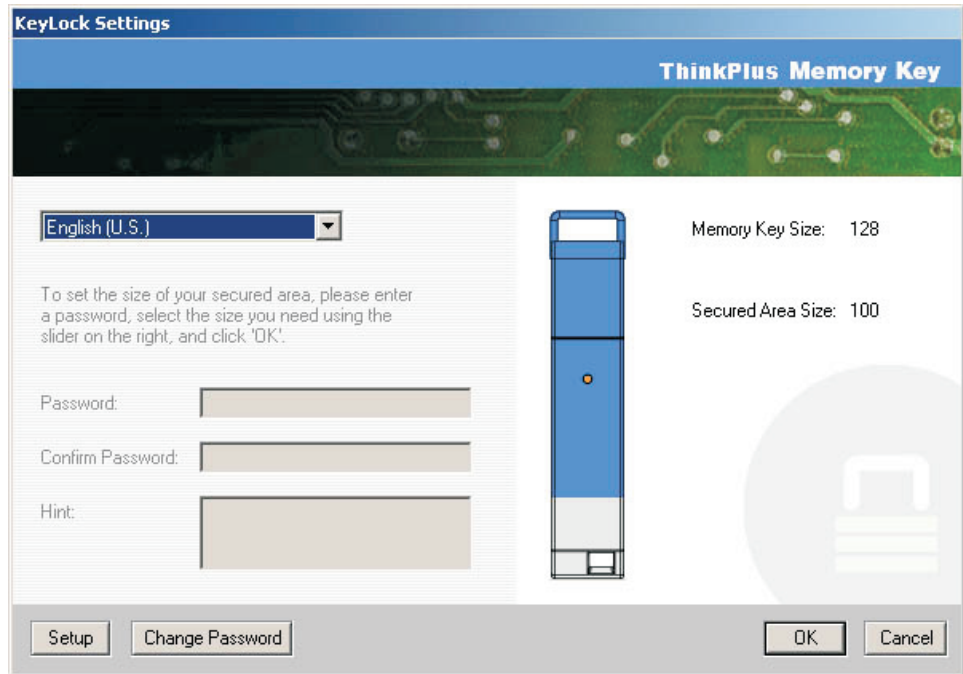 KeyLock Settings
ThinkPlus Memory Key
English (U.S.)
Memory Key Size: 128
To set the size of your secured area, please enter
a password, select the size you need using the
slider on the right, and click 'OK'.
Secured Area Size: 100
Password:
Confirm Password:
Hint:
Setup
Change Password
OK
Cancel